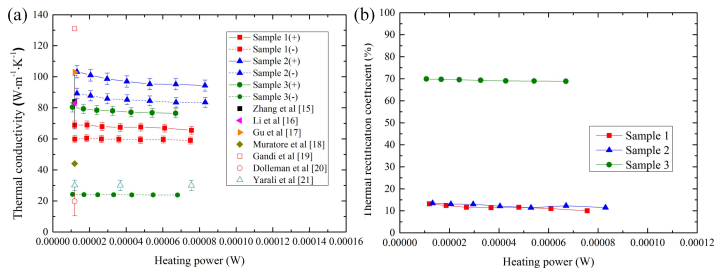 (a)
Thermal conductivity (W·m⁻¹·K⁻¹)
140
120
100
80
60
40
20
0
Sample 1(+)
Sample 1(-)
Sample 2(+)
Sample 2(-)
Sample 3(+)
Sample 3(-)
Zhang et al [15]
Li et al [16]
Gu et al [17]
Muratore et al [18]
Gandi et al [19]
Dolleman et al [20]
Yarali et al [21]
0.00000 0.00002 0.00004 0.00006 0.00008 0.00010 0.00012 0.00014 0.00016
Heating power (W)
(b)
Thermal rectification coefficient (%)
100
90
80
70
60
50
40
30
20
10
0
Sample 1
Sample 2
Sample 3
0.00000 0.00002 0.00004 0.00006 0.00008 0.00010 0.00012
Heating power (W)